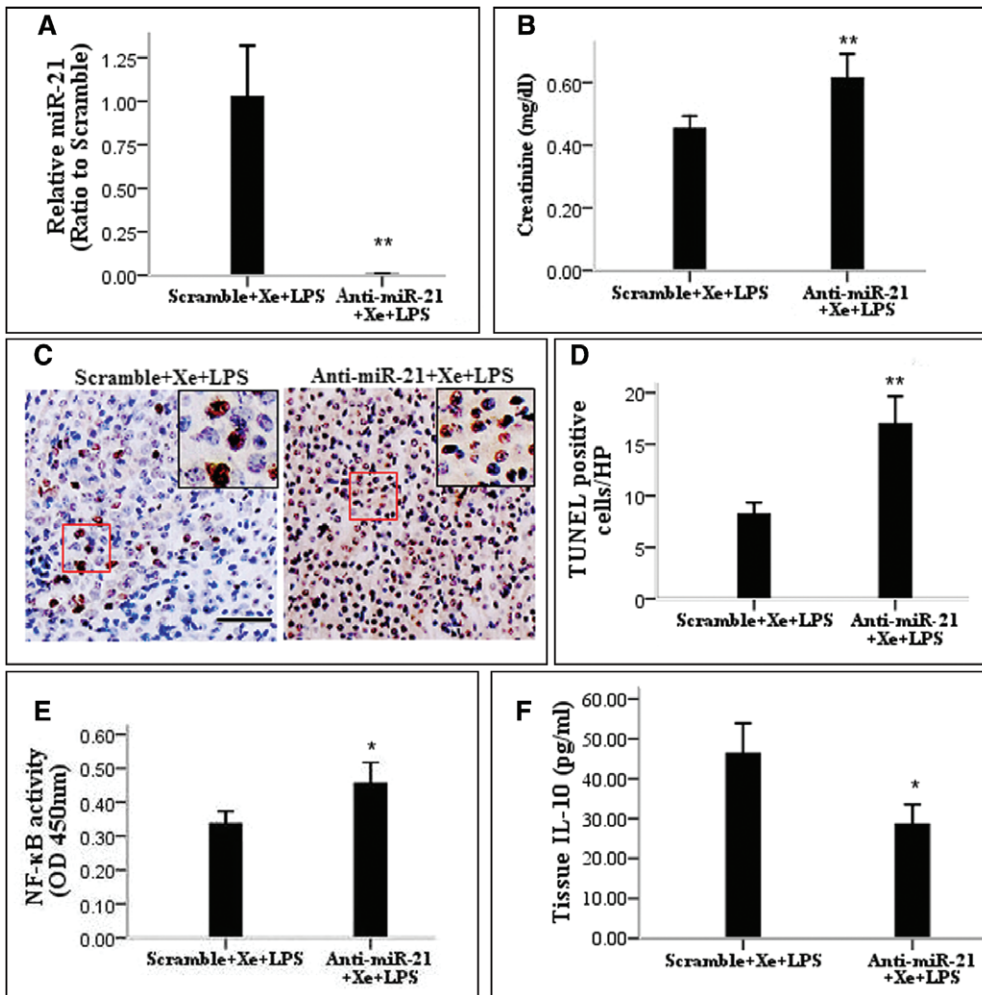 A
Relative miR-21
(Ratio to Scramble)
1.25
1.00
0.75
0.50
0.25
0.00
**
Scramble+Xe+LPS
Anti-miR-21
+Xe+LPS
B
Creatinine (mg/dl)
0.60
0.40
0.20
0.00
**
Scramble+Xe+LPS
Anti-miR-21
+Xe+LPS
C
Scramble+Xe+LPS
Anti-miR-21+Xe+LPS
D
TUNEL positive
cells/HP
20
15
10
5
0
**
Scramble+Xe+LPS
Anti-miR-21
+Xe+LPS
E
NF-κB activity
(OD 450nm)
0.60
0.50
0.40
0.30
0.20
0.10
0.00
*
Scramble+Xe+LPS
Anti-miR-21
+Xe+LPS
F
Tissue IL-10 (pg/ml)
60.00
50.00
40.00
30.00
20.00
10.00
0.00
*
Scramble+Xe+LPS
Anti-miR-21
+Xe+LPS